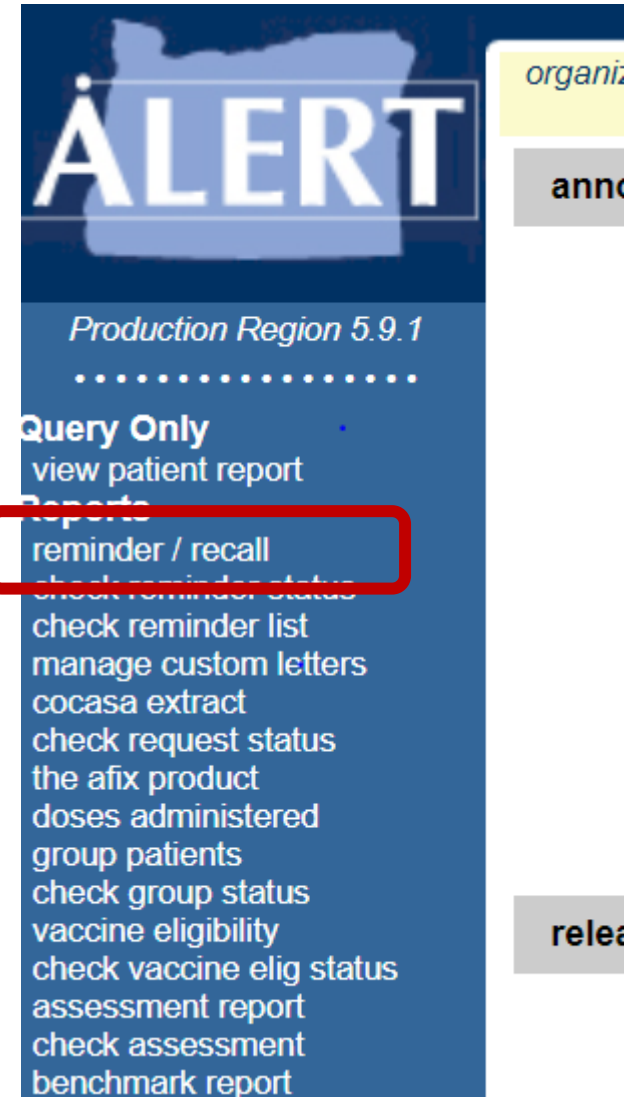 ALERT
organiz
anno
Production Region 5.9.1
Query Only
view patient report
Reports
reminder / recall
check reminder status
check reminder list
manage custom letters
cocasa extract
check request status
the afix product
doses administered
group patients
check group status
vaccine eligibility
check vaccine elig status
assessment report
check assessment
benchmark report
relea